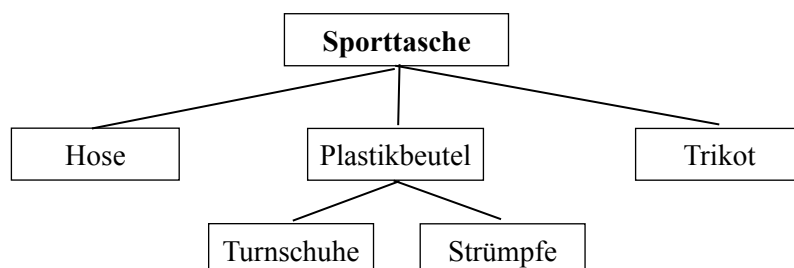 Sporttasche
Hose Plastikbeutel Trikot
Turnschuhe Strümpfe